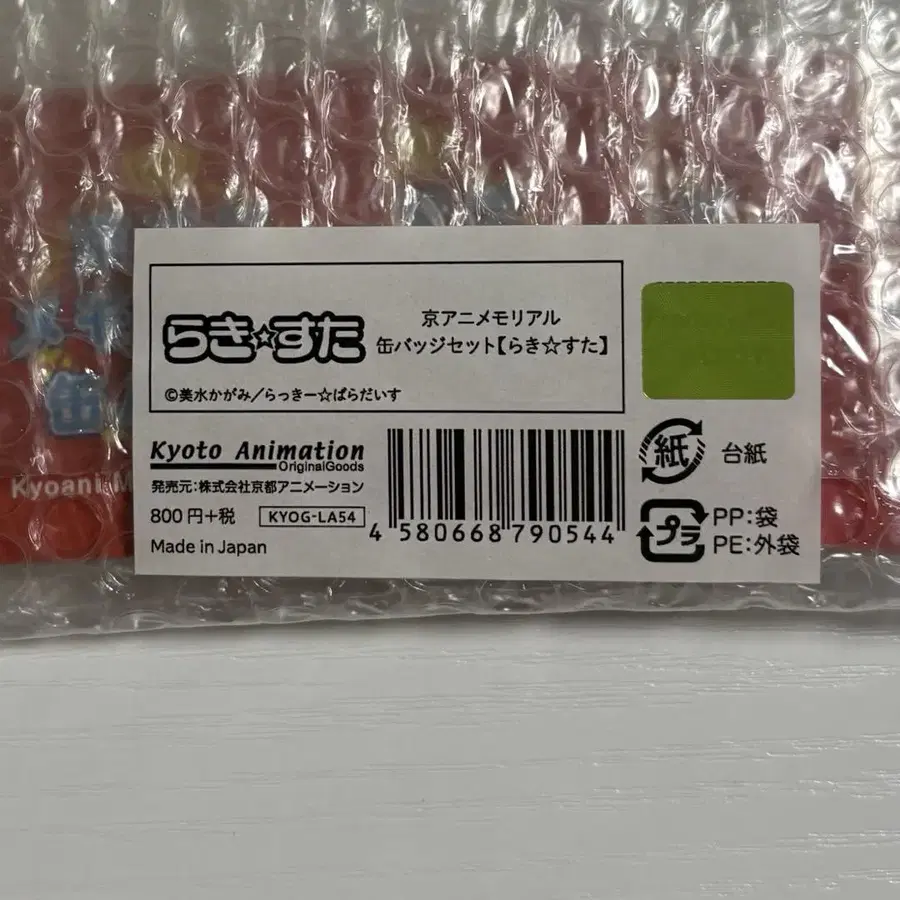 らき☆すた
京アニメモリアル
缶バッジセット【らき☆すた】
©美水かがみ／らっきー☆ぱらだいす
Kyoto Animation
OriginalGoods
発売元：株式会社京都アニメーション
800円+税 KYOG-LA54
Made in Japan
4 580668 790544
紙 台紙
プラ PP：袋
PE：外袋
缶
Kyoani M